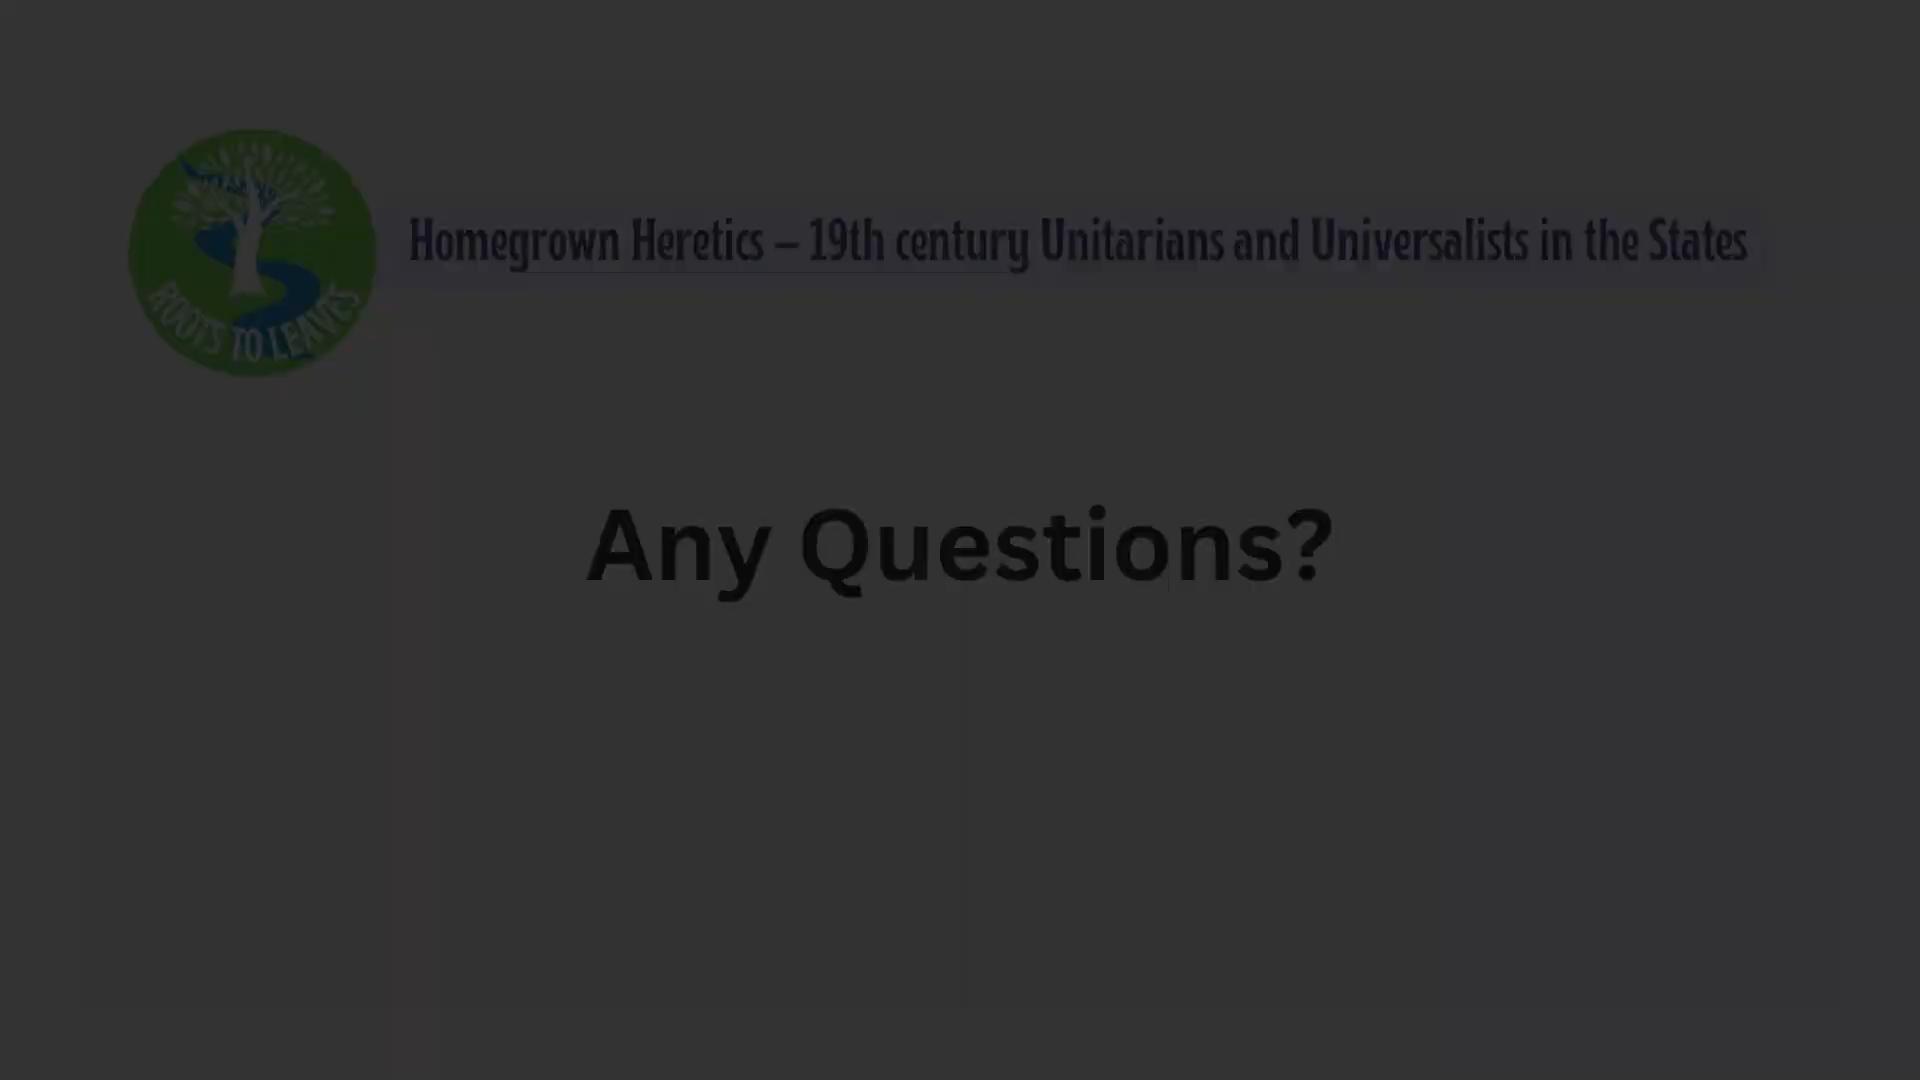 Homegrown Heretics – 19th century Unitarians and Universalists in the States
ROOTS TO LEAVES
Any Questions?